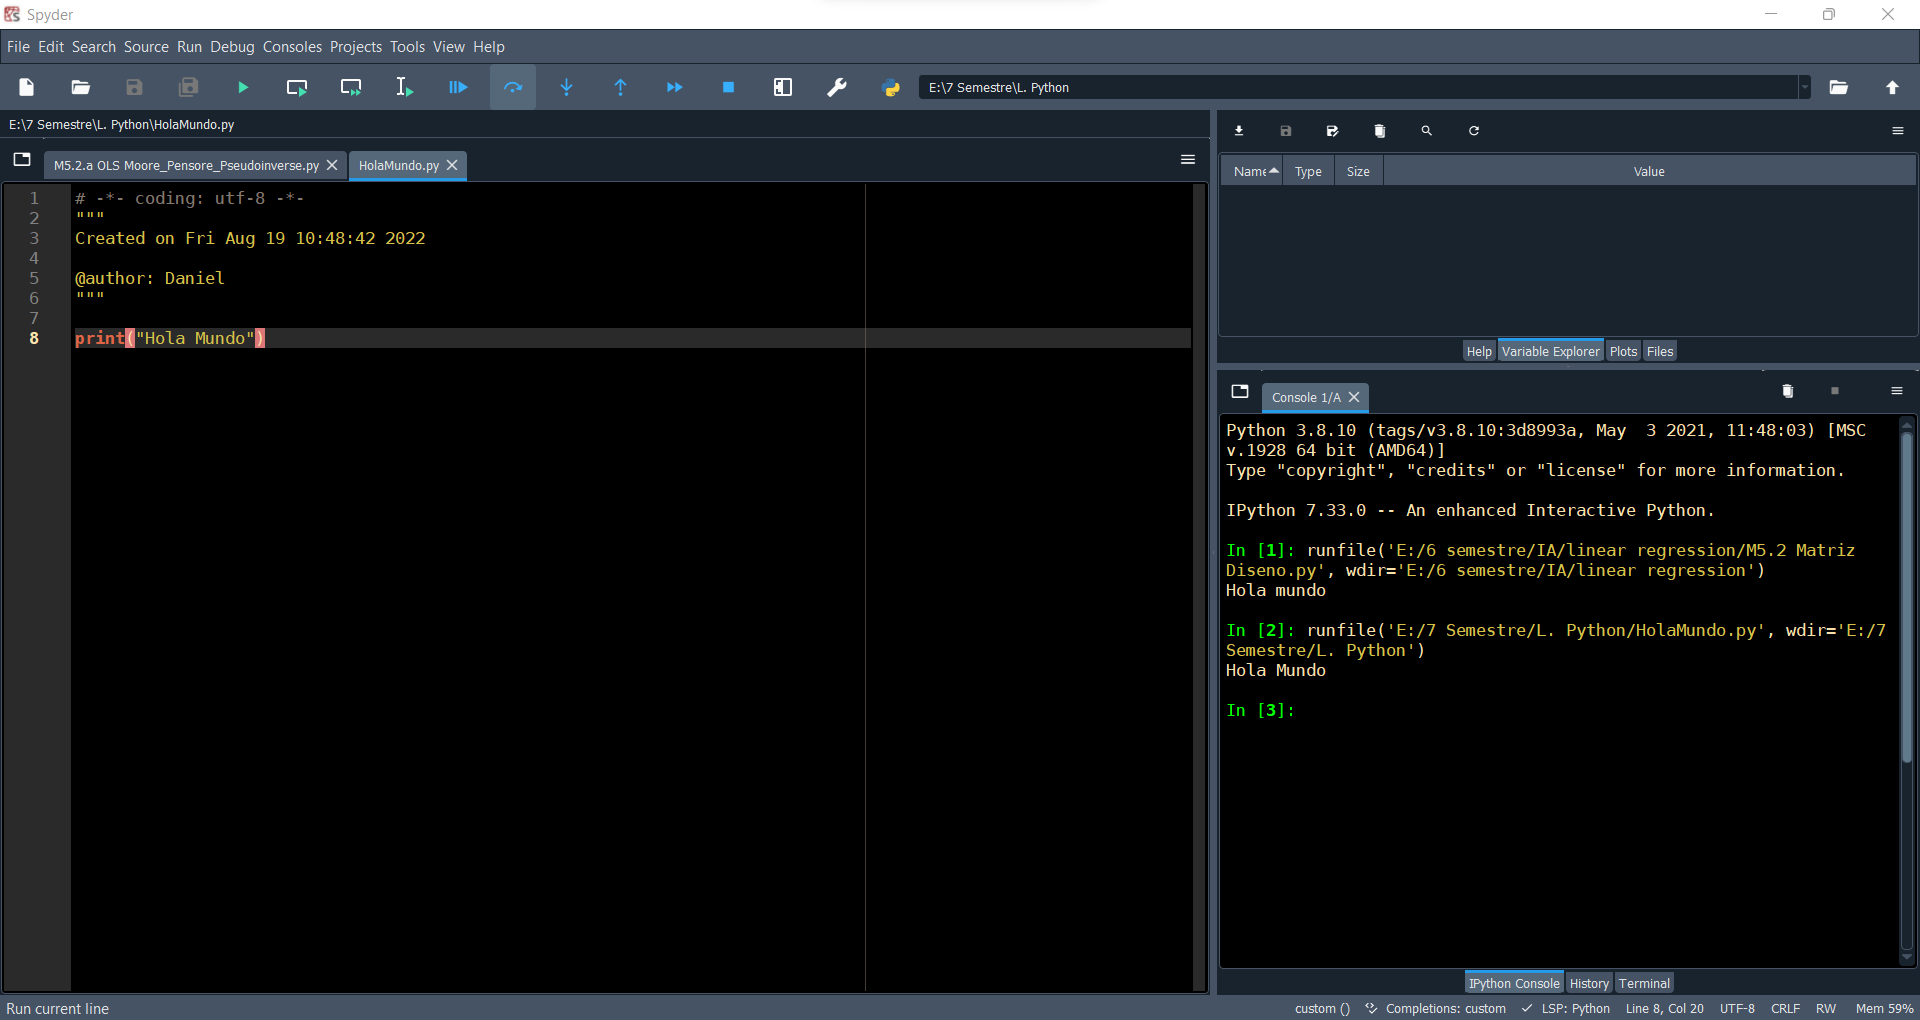 Spyder
File Edit Search Source Run Debug Consoles Projects Tools View Help
E:\7 Semestre\L. Python
E:\7 Semestre\L. Python\HolaMundo.py
M5.2.a OLS Moore_Pensore_Pseudoinverse.py HolaMundo.py
1 # -*- coding: utf-8 -*-
2 """
3 Created on Fri Aug 19 10:48:42 2022
4
5 @author: Daniel
6 """
7
8 print("Hola Mundo")
Name Type Size Value
Help Variable Explorer Plots Files
Console 1/A
Python 3.8.10 (tags/v3.8.10:3d8993a, May  3 2021, 11:48:03) [MSC
v.1928 64 bit (AMD64)]
Type "copyright", "credits" or "license" for more information.
IPython 7.33.0 -- An enhanced Interactive Python.
In [1]: runfile('E:/6 semestre/IA/linear regression/M5.2 Matriz
Diseno.py', wdir='E:/6 semestre/IA/linear regression')
Hola mundo
In [2]: runfile('E:/7 Semestre/L. Python/HolaMundo.py', wdir='E:/7
Semestre/L. Python')
Hola Mundo
In [3]:
IPython Console History Terminal
Run current line
custom () Completions: custom LSP: Python Line 8, Col 20 UTF-8 CRLF RW Mem 59%